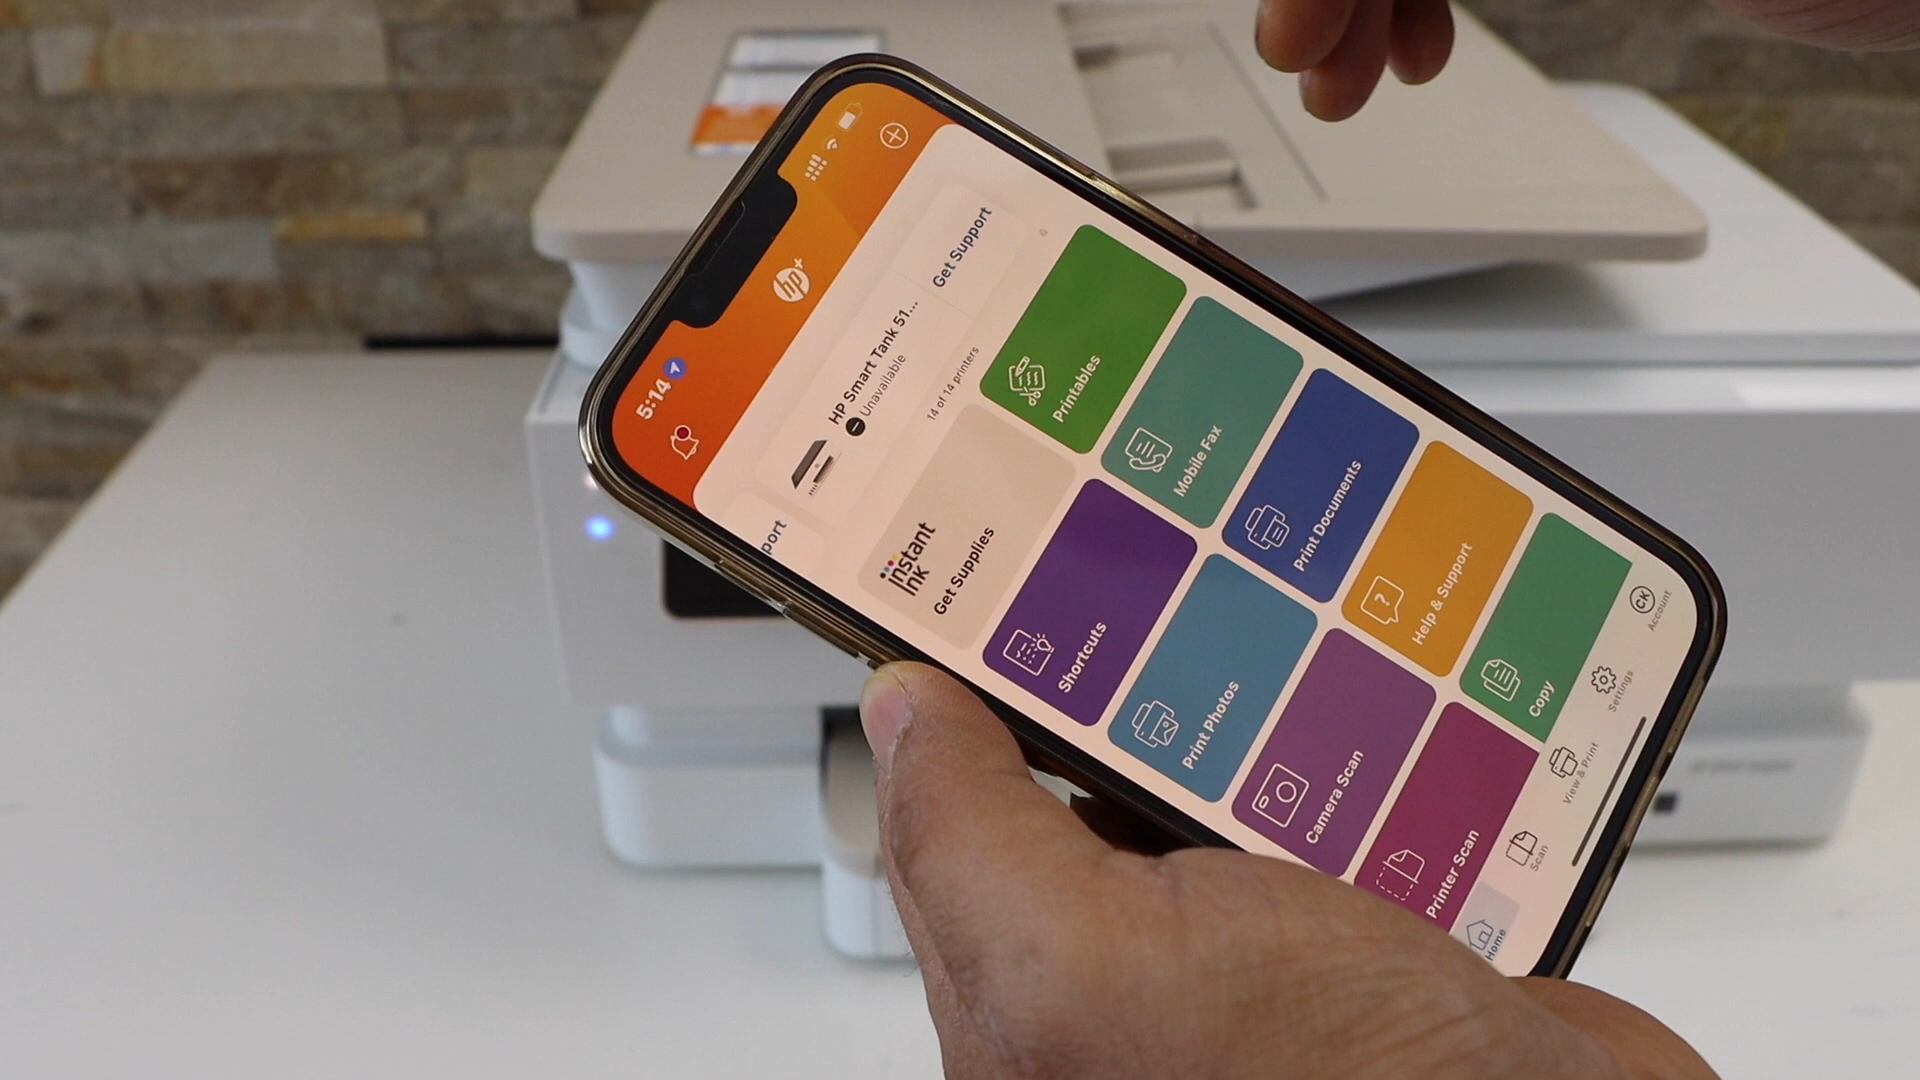 5:14
hp+
port
HP Smart Tank 51...
Unavailable
Get Support
14 of 14 printers
Instant
Ink
Get Supplies
Printables
Shortcuts
Mobile Fax
Print Photos
Print Documents
Camera Scan
Help & Support
Printer Scan
Copy
Home
Scan
View & Print
Settings
CK
Account